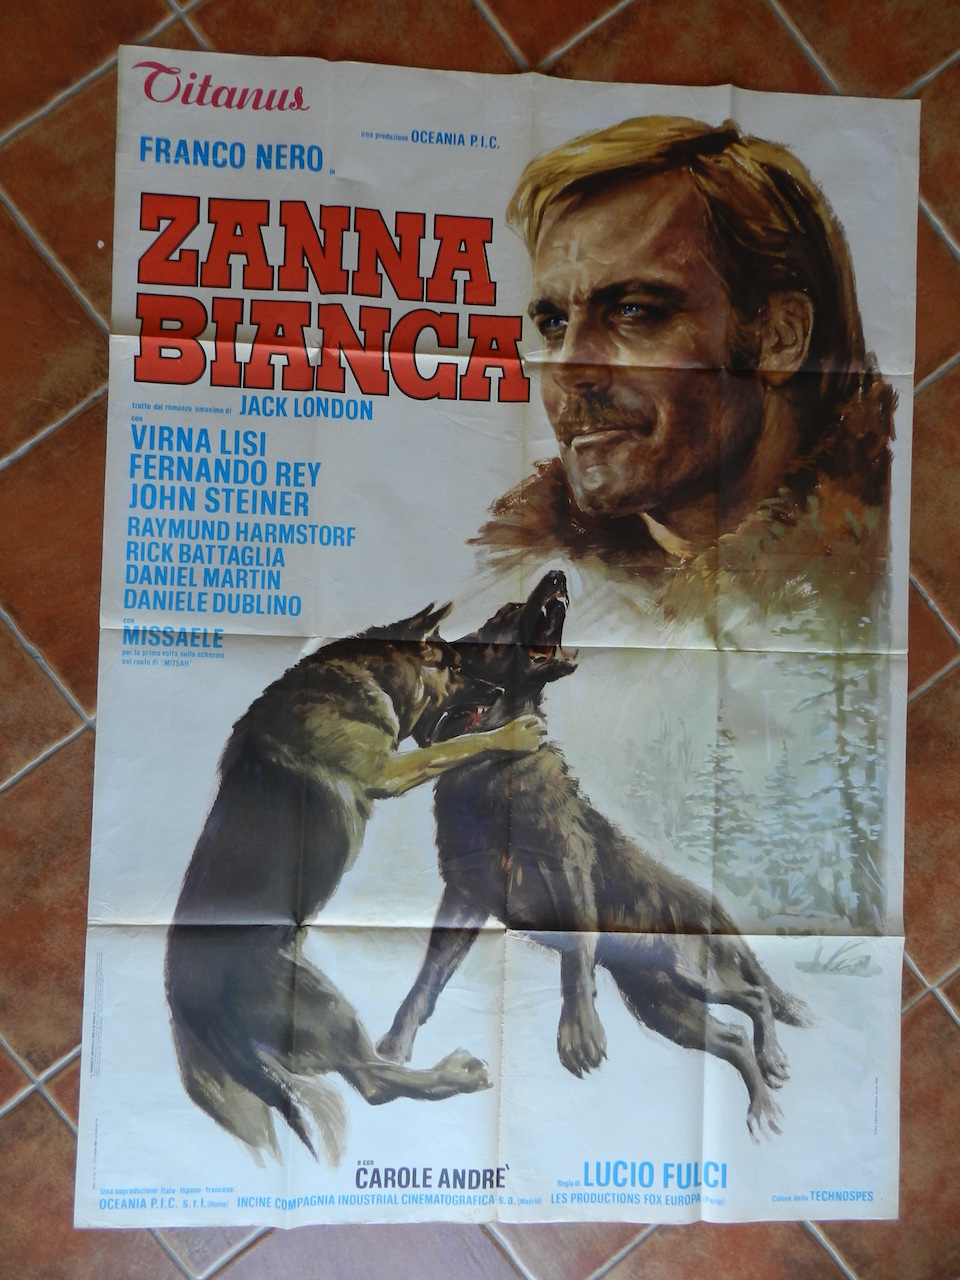 Titanus
una produzione OCEANIA P.I.C.
FRANCO NERO in
ZANNA
BIANCA
tratto dal romanzo omonimo di JACK LONDON
con
VIRNA LISI
FERNANDO REY
JOHN STEINER
RAYMUND HARMSTORF
RICK BATTAGLIA
DANIEL MARTIN
DANIELE DUBLINO
con
MISSAELE
per la prima volta sullo schermo
nel ruolo di "MITSAH"
e con
CAROLE ANDRE'
Regia di LUCIO FULCI
Una coproduzione Italo-Ispano-francese:
OCEANIA P.I.C. s.r.l. (Roma) INCINE COMPAGNIA INDUSTRIAL CINEMATOGRAFICA s.a. (Madrid) LES PRODUCTIONS FOX EUROPA (Parigi)
Colore della TECHNOSPES